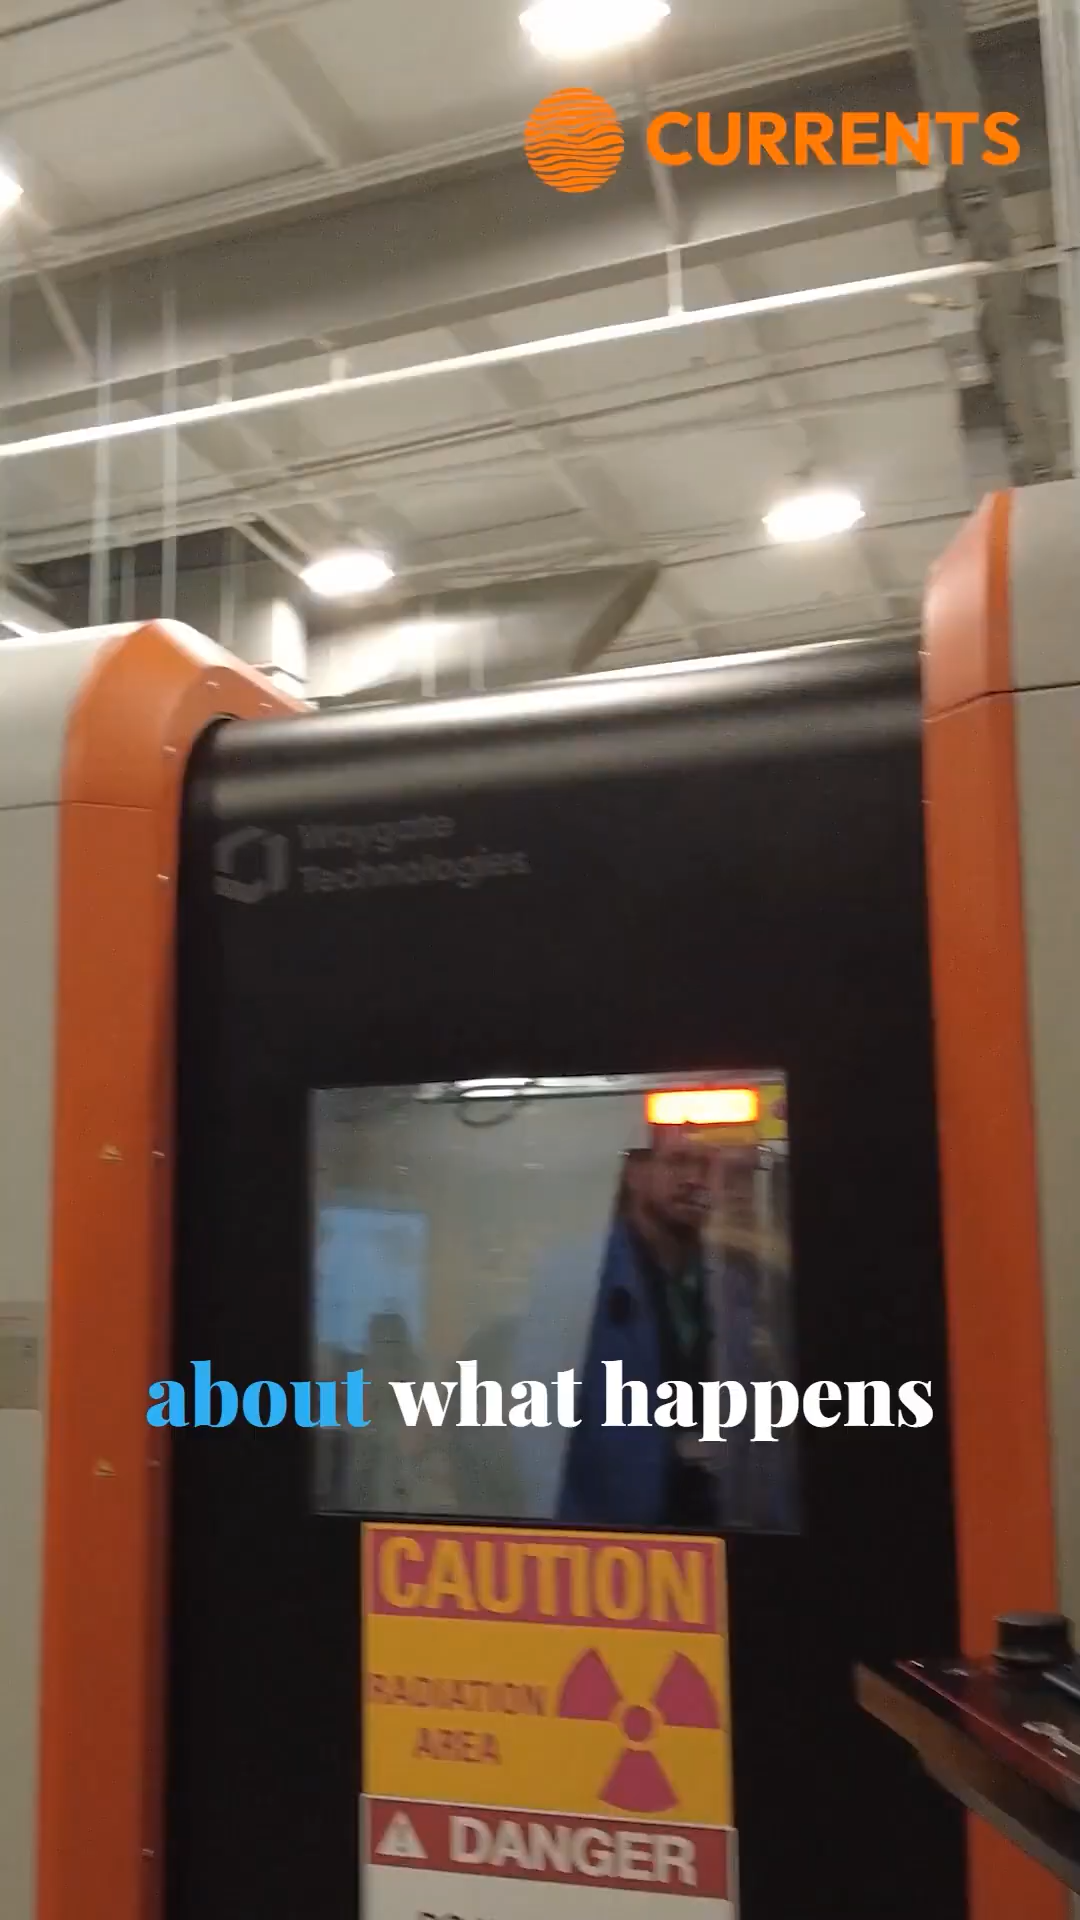 CURRENTS
Waygate
Technologies
about what happens
CAUTION
RADIATION
AREA
DANGER